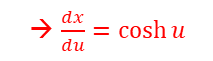 → dx/du = cosh u